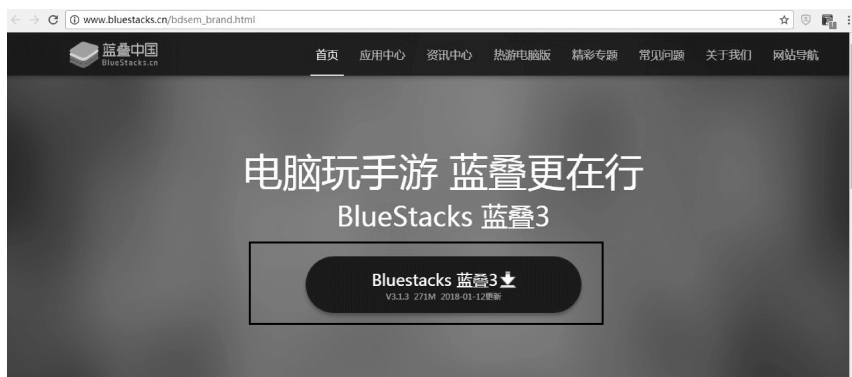 www.bluestacks.cn/bdsem_brand.html
蓝叠中国
BlueStacks.cn
首页 应用中心 资讯中心 热游电脑版 精彩专题 常见问题 关于我们 网站导航
电脑玩手游 蓝叠更在行
BlueStacks 蓝叠3
Bluestacks 蓝叠3
V3.1.3 271M 2018-01-12更新